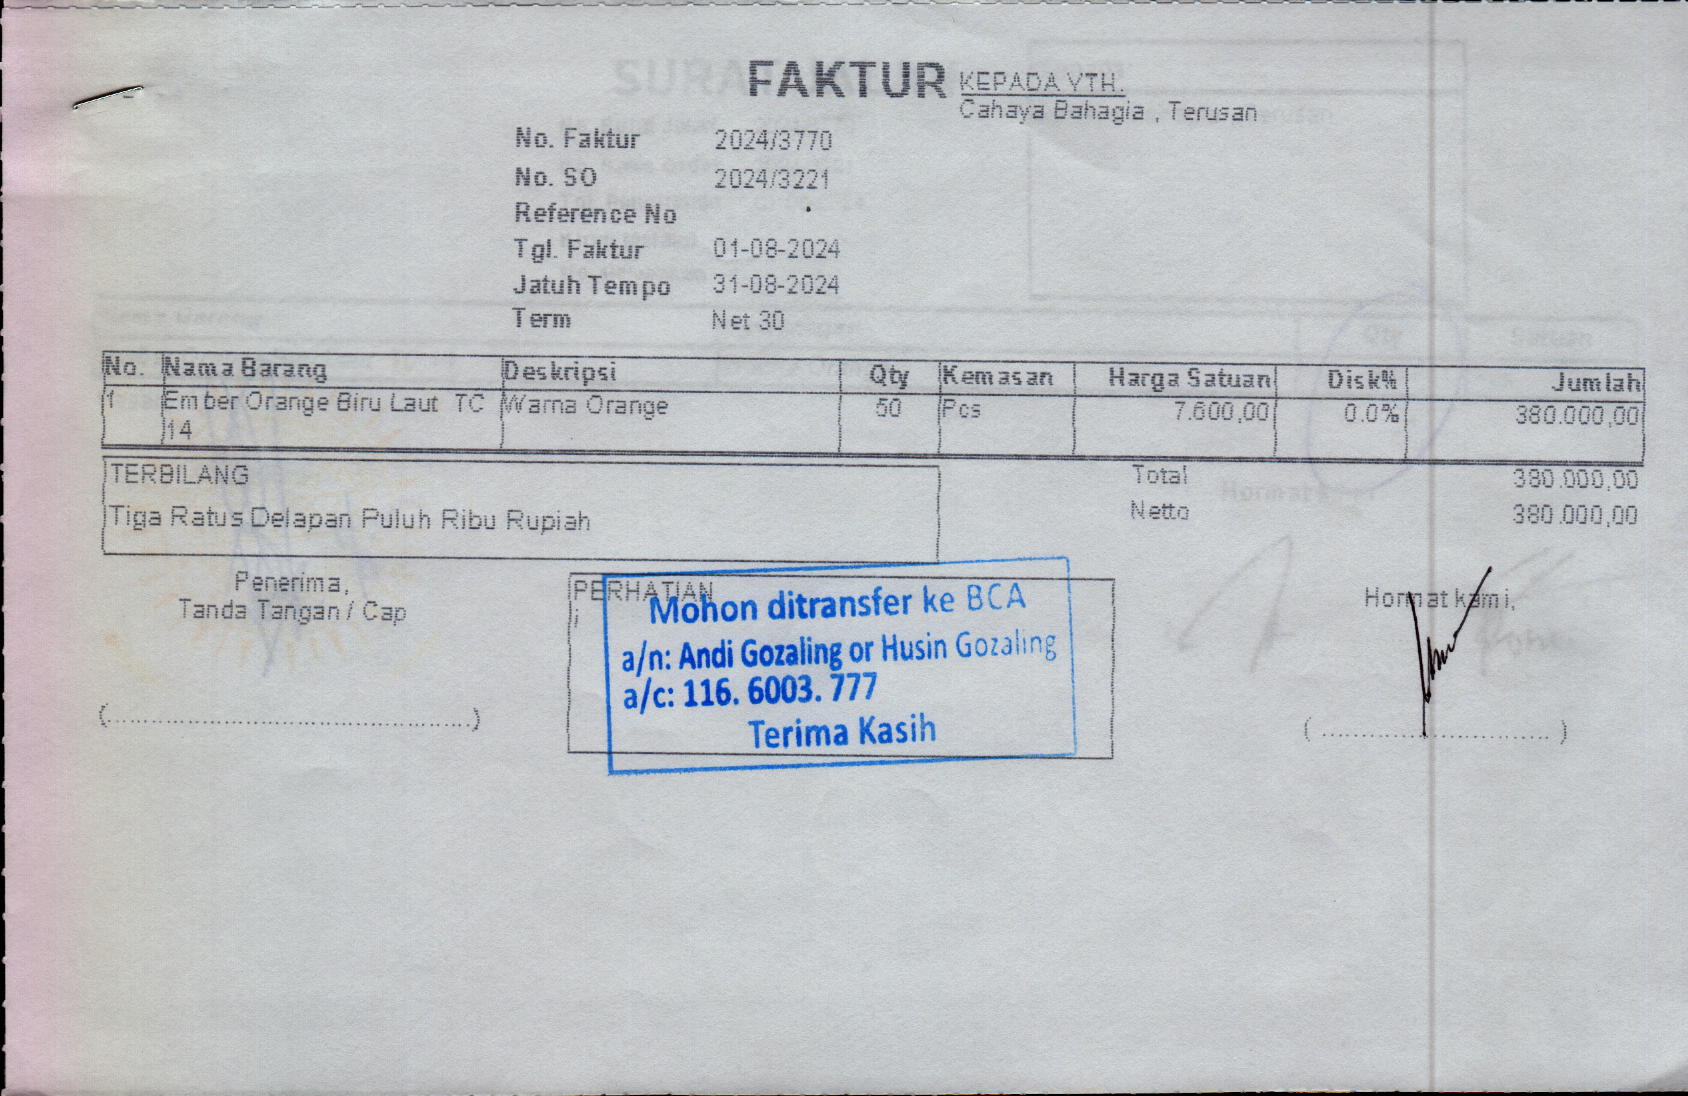 FAKTUR
KEPADA YTH.
Cahaya Bahagia , Terusan
No. Faktur 2024/3770
No. SO 2024/3221
Reference No
Tgl. Faktur 01-08-2024
Jatuh Tempo 31-08-2024
Term Net 30
No. Nama Barang Deskripsi Qty Kemasan Harga Satuan Disk% Jumlah
1 Ember Orange Biru Laut TC Warna Orange 50 Pcs 7.600,00 0.0% 380.000,00
14
TERBILANG Total 380.000,00
Tiga Ratus Delapan Puluh Ribu Rupiah Netto 380.000,00
Penerima,
Tanda Tangan / Cap
(................................................)
PERHATIAN
i
Mohon ditransfer ke BCA
a/n: Andi Gozaling or Husin Gozaling
a/c: 116. 6003. 777
Terima Kasih
Hormat kami,
( .............................. )